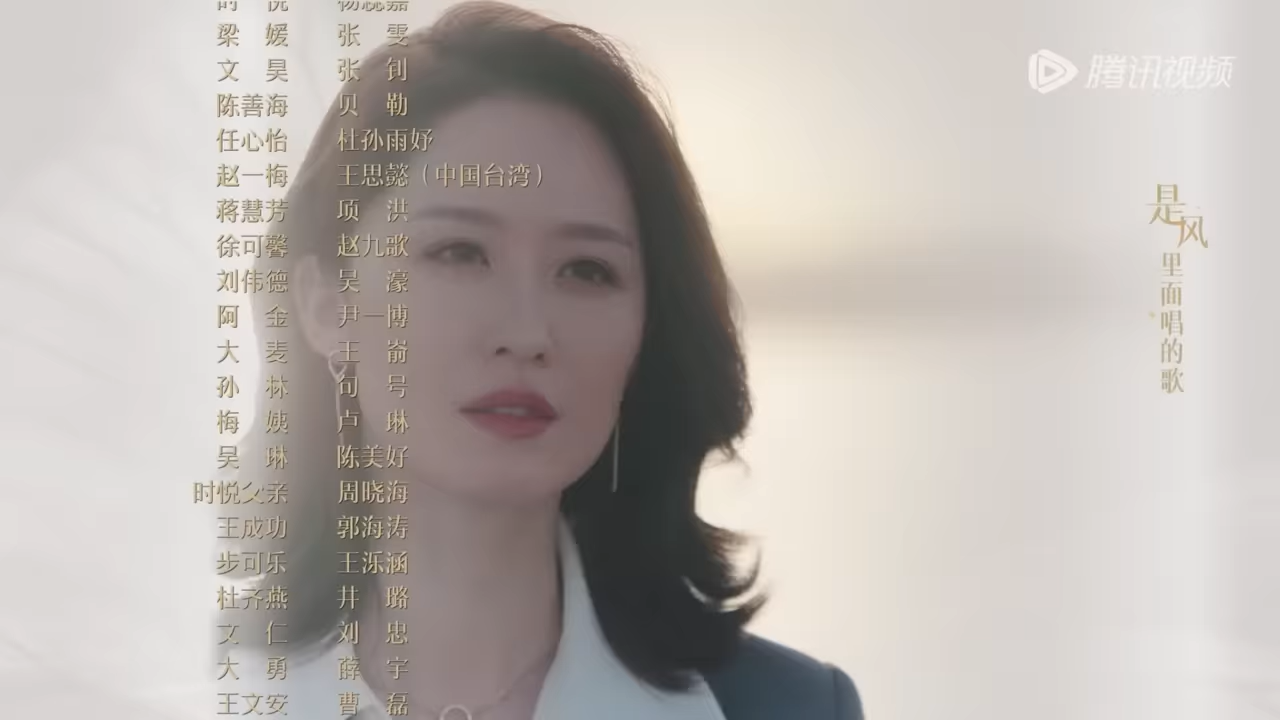 时　悦　　杨蕊嘉
梁　媛　　张　雯
文　昊　　张　钊
陈善海　　贝　勒
任心怡　　杜孙雨妤
赵一梅　　王思懿（中国台湾）
蒋慧芳　　项　洪
徐可馨　　赵九歌
刘伟德　　吴　濠
阿　金　　尹一博
大　麦　　王　嵛
孙　林　　句　号
梅　姨　　卢　琳
吴　琳　　陈美好
时悦父亲　　周晓海
王成功　　郭海涛
步可乐　　王泺涵
杜齐燕　　井　璐
文　仁　　刘　忠
大　勇　　薛　宇
王文安　　曹　磊
腾讯视频
是风里面唱的歌